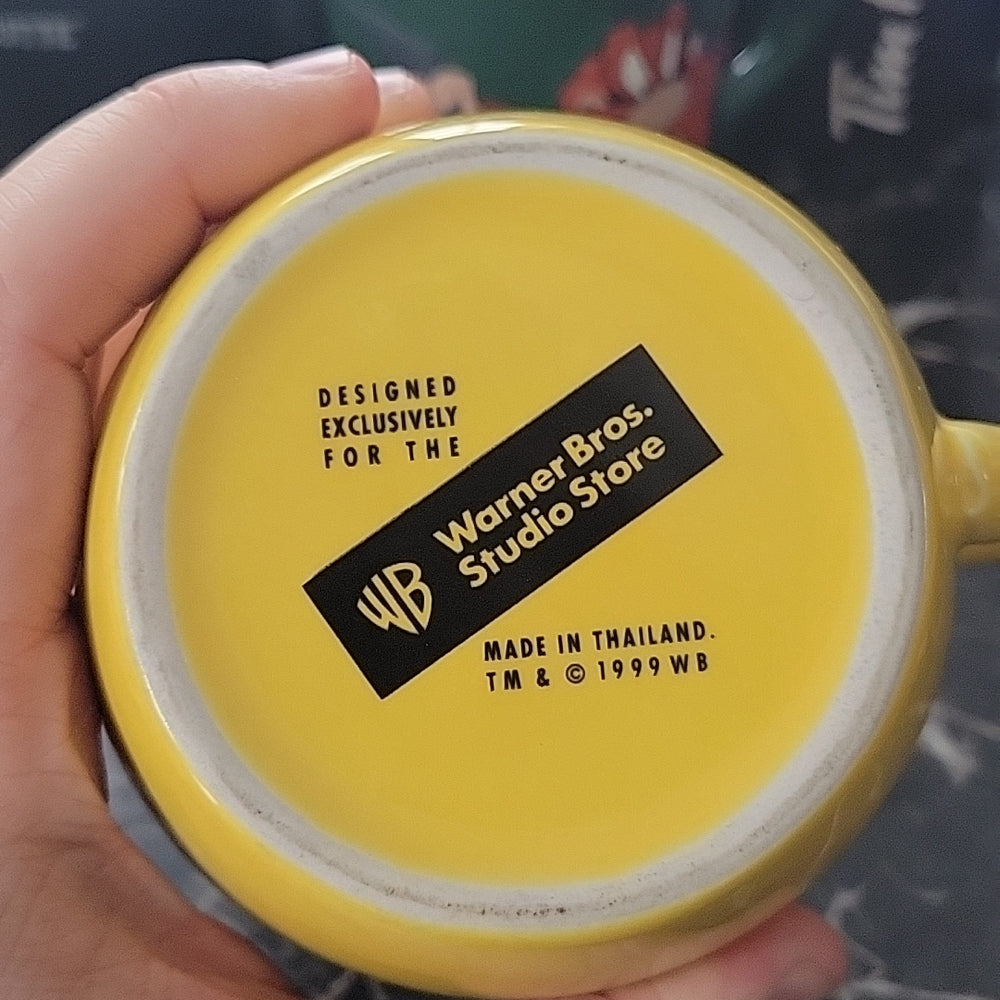 DESIGNED
EXCLUSIVELY
FOR THE
WB
Warner Bros.
Studio Store
MADE IN THAILAND.
TM & © 1999 WB